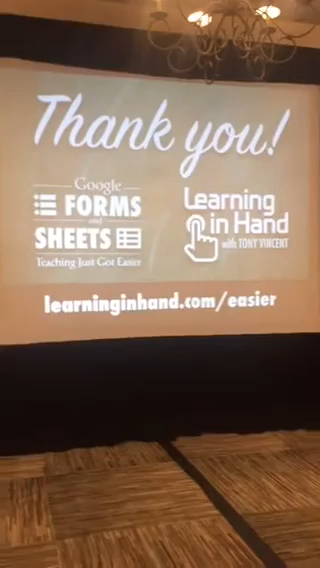 Thank you!
Google
FORMS
and
SHEETS
Teaching Just Got Easier
Learning
in Hand
with TONY VINCENT
learninginhand.com/easier